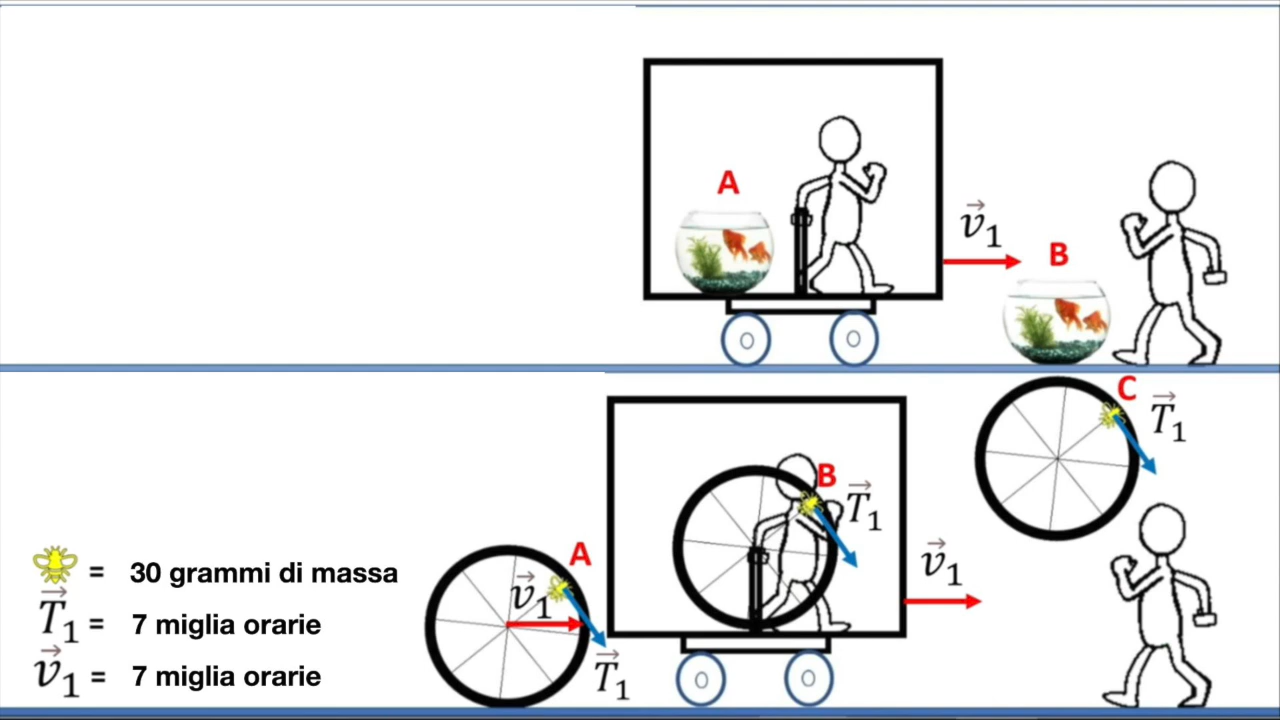 A
v⃗₁
B
C
T⃗₁
B
T⃗₁
A
v⃗₁
v⃗₁
= 30 grammi di massa
T⃗₁ = 7 miglia orarie
T⃗₁
v⃗₁ = 7 miglia orarie